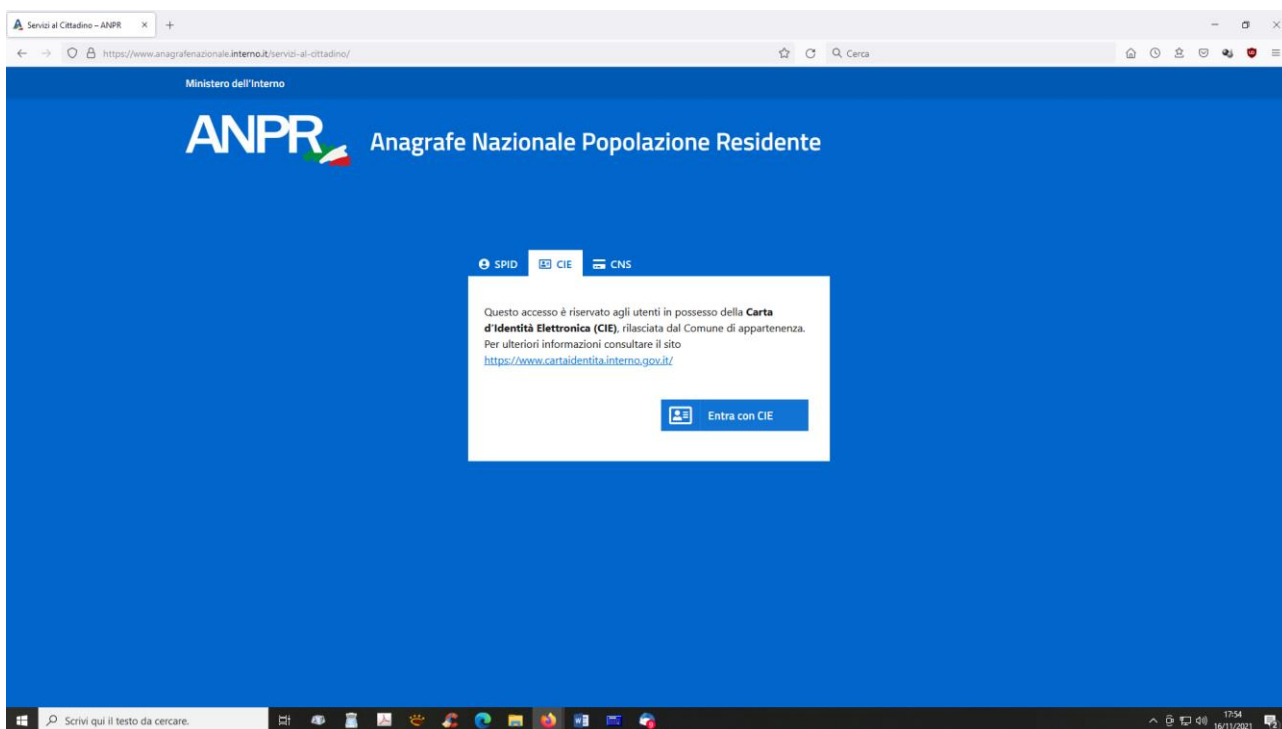 Servizi al Cittadino – ANPR
https://www.anagrafenazionale.interno.it/servizi-al-cittadino/
Cerca
Ministero dell'Interno
ANPR
Anagrafe Nazionale Popolazione Residente
SPID CIE CNS
Questo accesso è riservato agli utenti in possesso della Carta
d'Identità Elettronica (CIE), rilasciata dal Comune di appartenenza.
Per ulteriori informazioni consultare il sito
https://www.cartaidentita.interno.gov.it/
Entra con CIE
Scrivi qui il testo da cercare.
17:54
16/11/2021
2